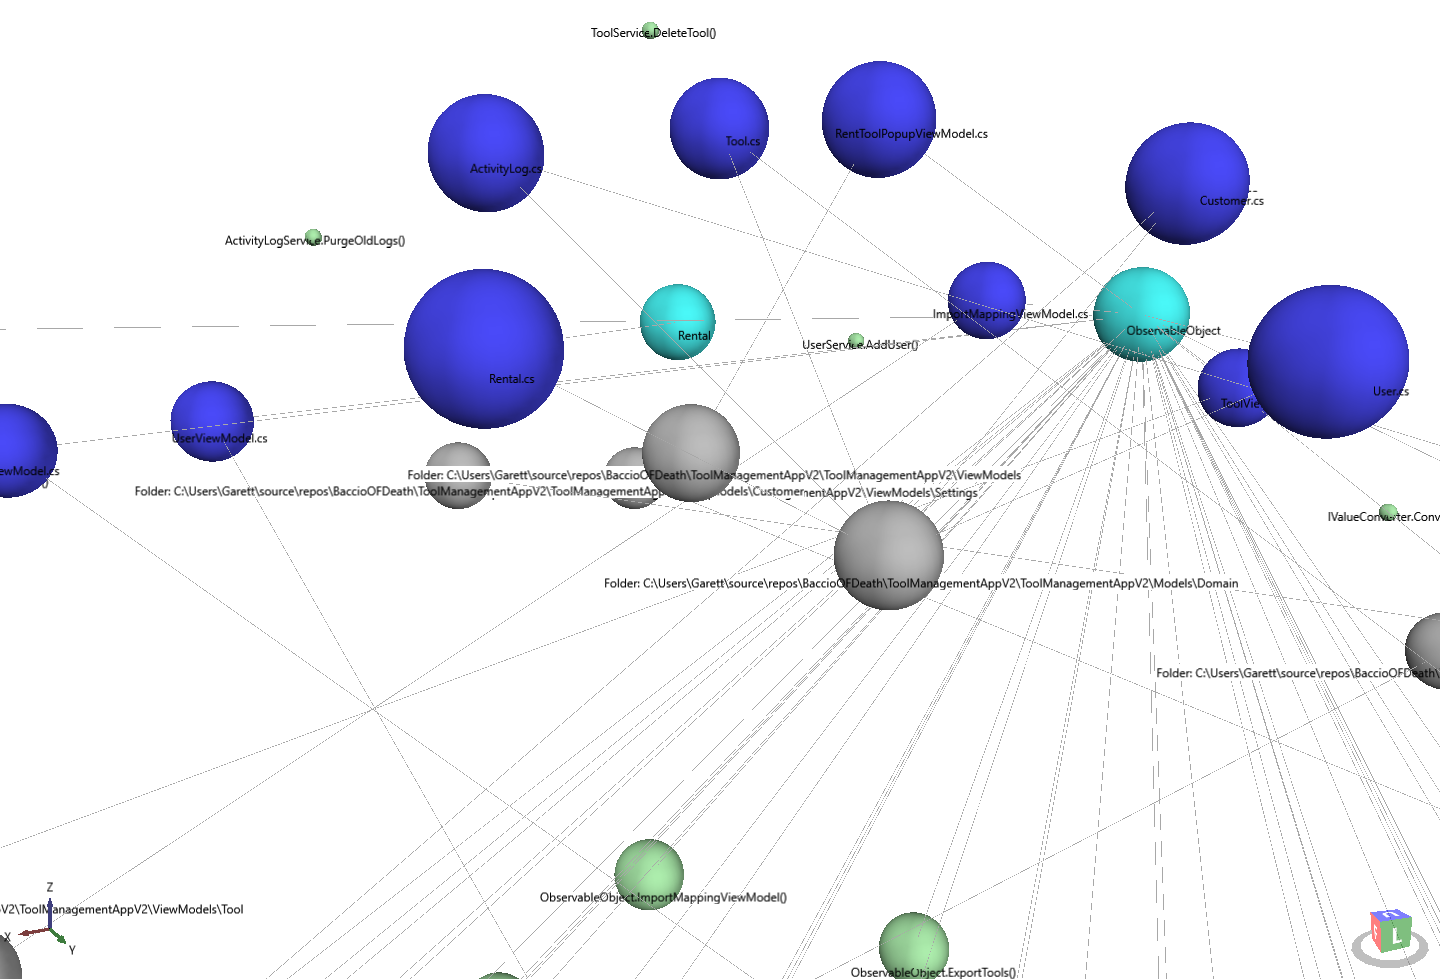 ToolService.DeleteTool()
RentToolPopupViewModel.cs
Tool.cs
ActivityLog.cs
Customer.cs
ActivityLogService.PurgeOldLogs()
ImportMappingViewModel.cs
ObservableObject
Rental
UserService.AddUser()
Rental.cs
User.cs
UserViewModel.cs
ewModel.cs
Folder: C:\Users\Garett\source\repos\BaccioOFDeath\ToolManagementAppV2\ToolManagementAppV2\ViewModels
Folder: C:\Users\Garett\source\repos\BaccioOFDeath\ToolManagementAppV2\ToolManagementApp
odels\Customer
entAppV2\ViewModels\Settings
IValueConverter.Conv
Folder: C:\Users\Garett\source\repos\BaccioOFDeath\ToolManagementAppV2\ToolManagementAppV2\Models\Domain
Folder: C:\Users\Garett\source\repos\BaccioOFDeath\
Z
ObservableObject.ImportMappingViewModel()
V2\ToolManagementAppV2\ViewModels\Tool
X
Y
L
ObservableObject.ExportTools()